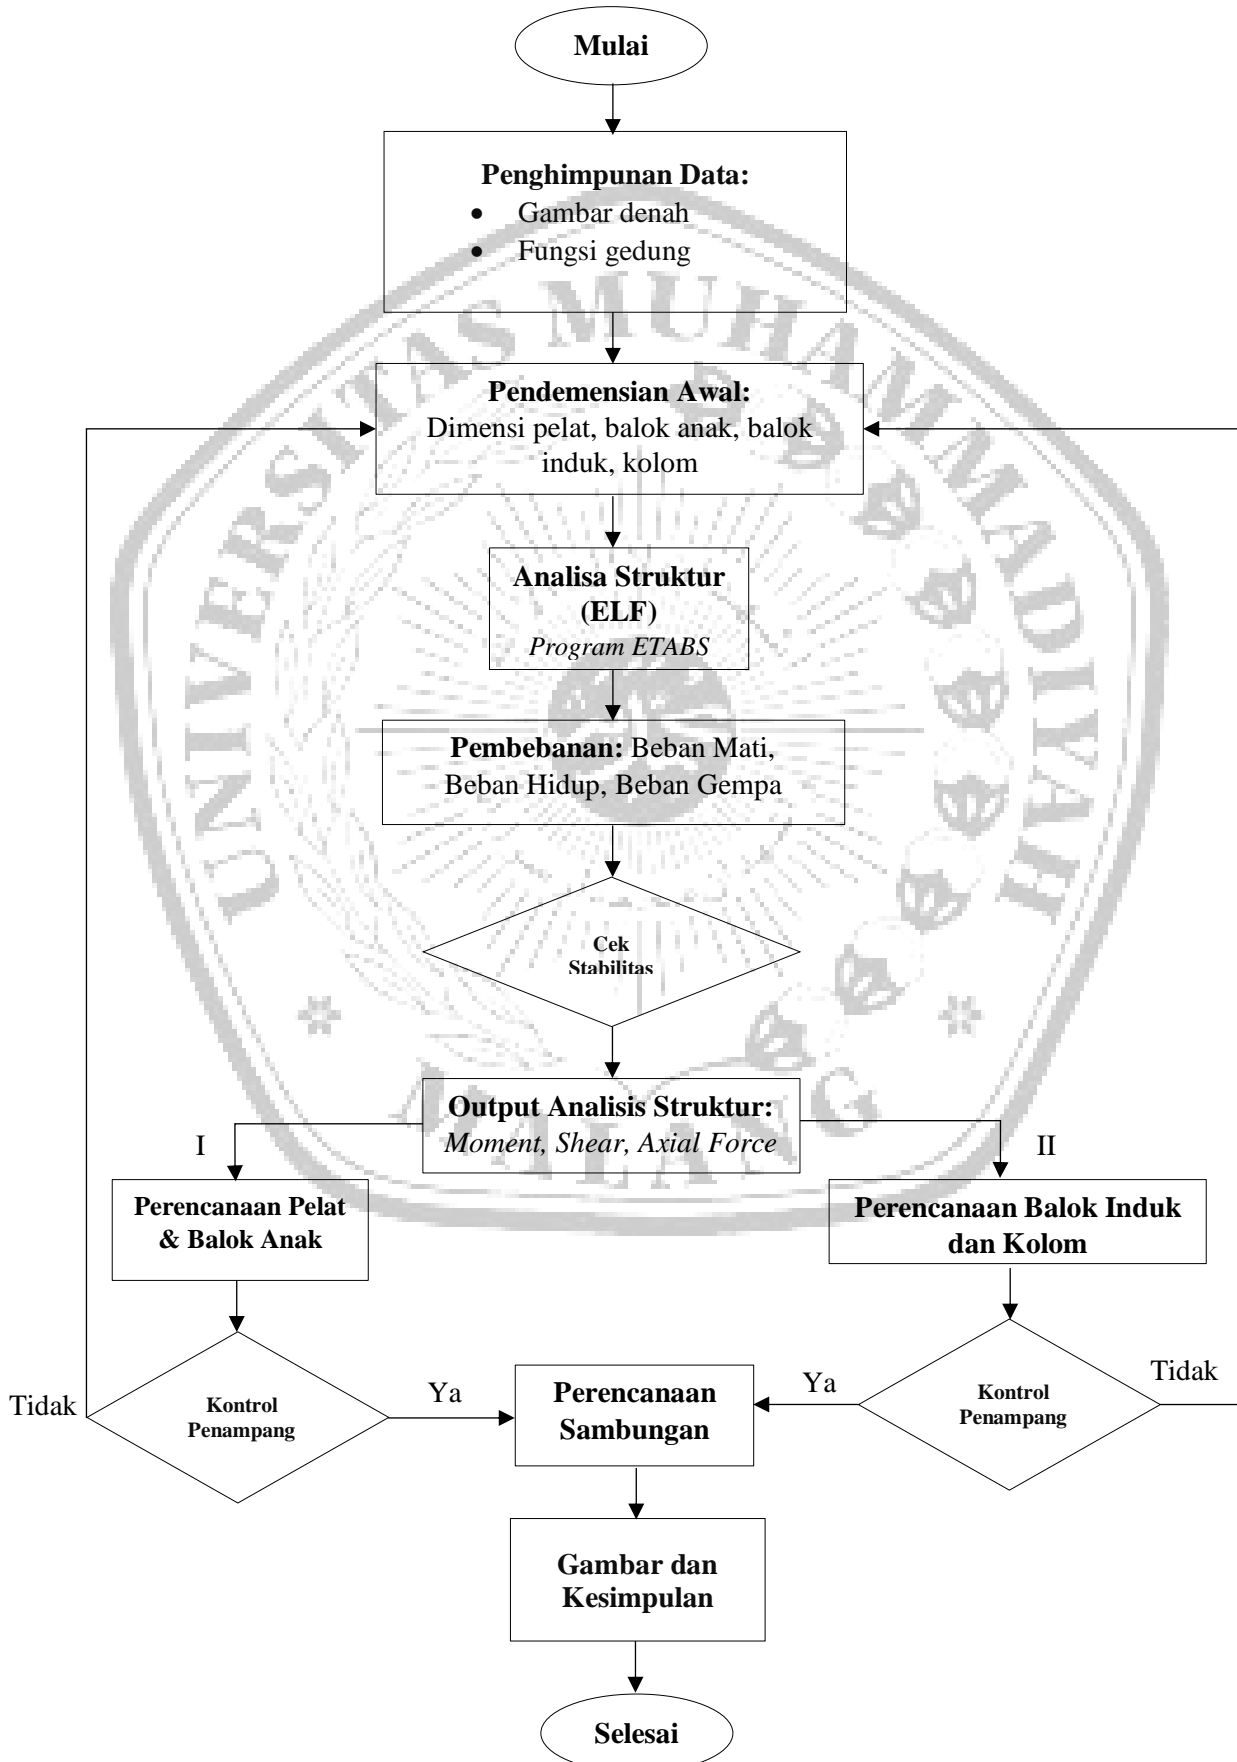 Mulai
Penghimpunan Data:
• Gambar denah
• Fungsi gedung
Pendemensian Awal:
Dimensi pelat, balok anak, balok
induk, kolom
Analisa Struktur
(ELF)
Program ETABS
Pembebanan: Beban Mati,
Beban Hidup, Beban Gempa
Cek
Stabilitas
Output Analisis Struktur:
Moment, Shear, Axial Force
I
II
Perencanaan Pelat
& Balok Anak
Perencanaan Balok Induk
dan Kolom
Tidak
Kontrol
Penampang
Ya
Perencanaan
Sambungan
Ya
Kontrol
Penampang
Tidak
Gambar dan
Kesimpulan
Selesai
UNIVERSITAS MUHAMMADIYAH
MALANG